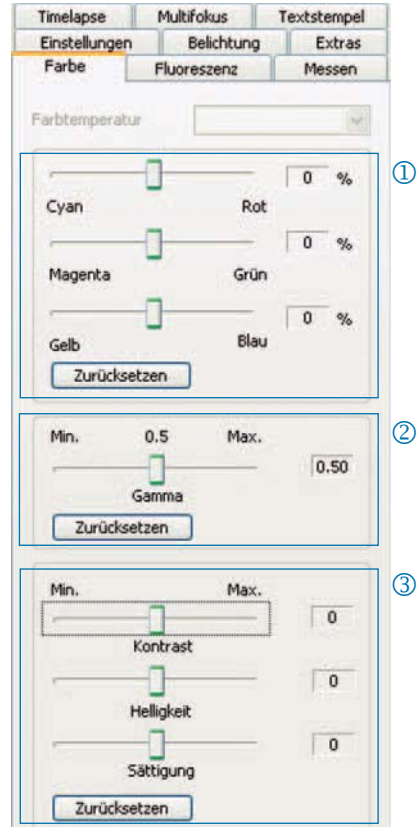 Timelapse Multifokus Textstempel
Einstellungen Belichtung Extras
Farbe Fluoreszenz Messen
Farbtemperatur
①
0 %
Cyan Rot
0 %
Magenta Grün
0 %
Gelb Blau
Zurücksetzen
②
Min. 0.5 Max.
0.50
Gamma
Zurücksetzen
③
Min. Max.
0
Kontrast
0
Helligkeit
0
Sättigung
Zurücksetzen